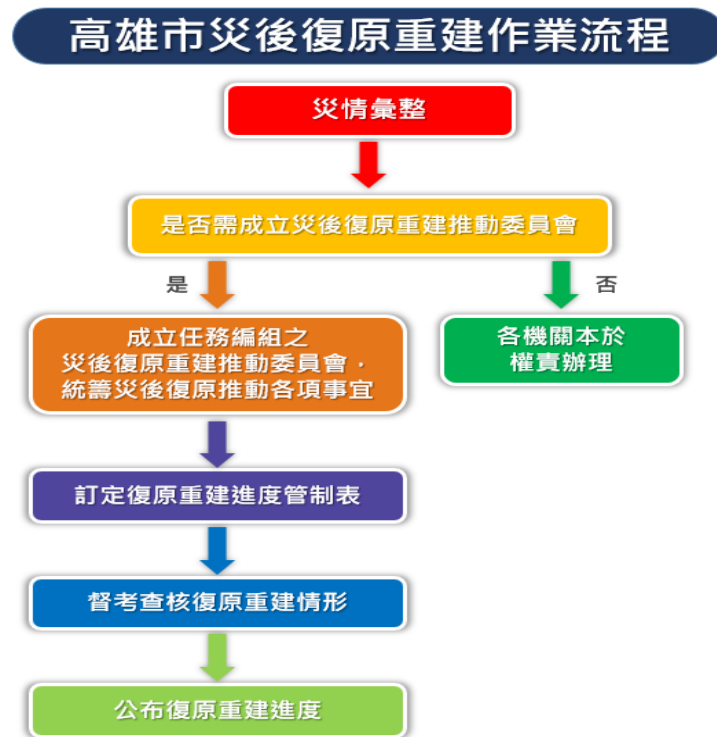 高雄市災後復原重建作業流程
災情彙整
是否需成立災後復原重建推動委員會
是
否
成立任務編組之
災後復原重建推動委員會，
統籌災後復原推動各項事宜
各機關本於
權責辦理
訂定復原重建進度管制表
督考查核復原重建情形
公布復原重建進度